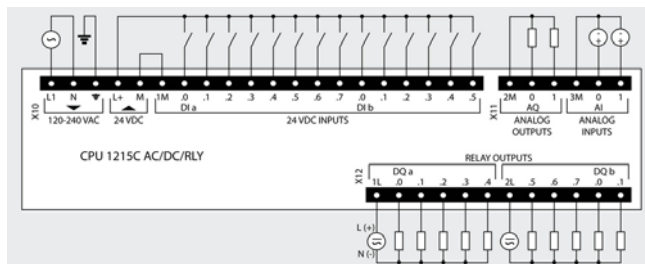 L1 N L+ M 1M .0 .1 .2 .3 .4 .5 .6 .7 .0 .1 .2 .3 .4 .5 2M 0 1 3M 0 1
X10 DI a DI b X11 AQ AI
120-240 VAC 24 VDC 24 VDC INPUTS ANALOG OUTPUTS ANALOG INPUTS
CPU 1215C AC/DC/RLY
RELAY OUTPUTS
X12 DQ a DQ b
1L .0 .1 .2 .3 .4 2L .5 .6 .7 .0 .1
L (+)
N (-)